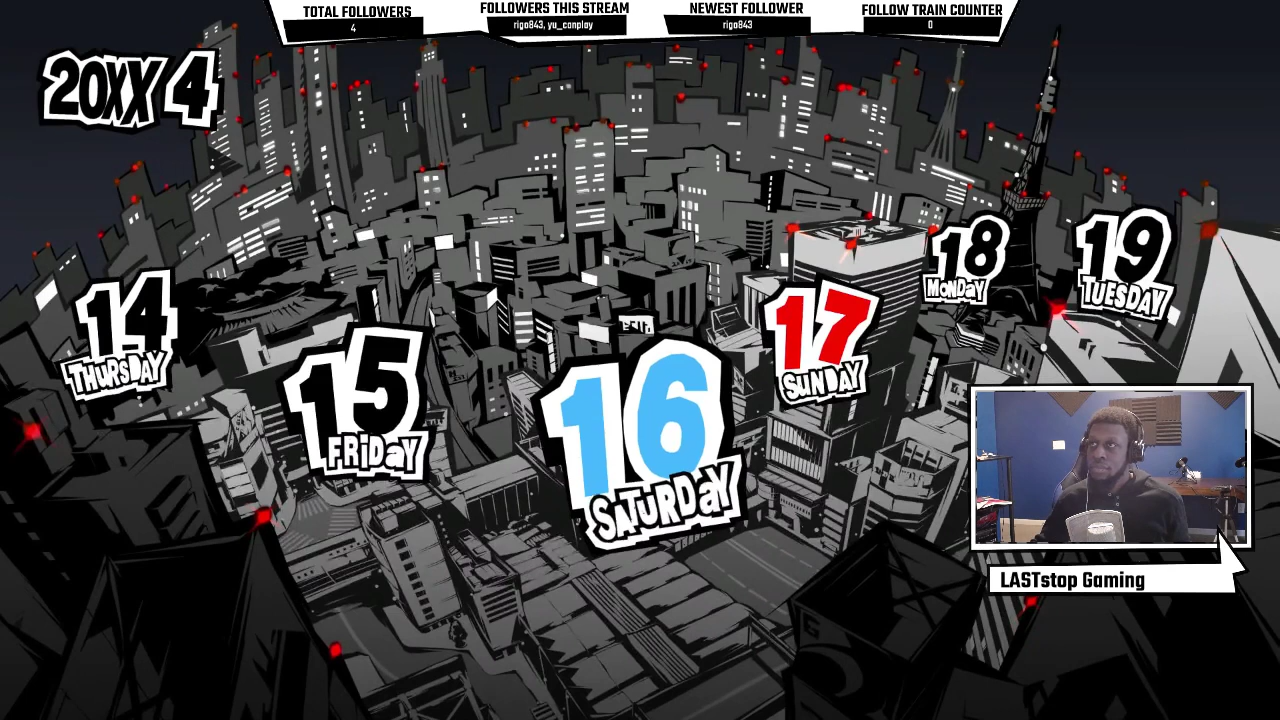 TOTAL FOLLOWERS
4
FOLLOWERS THIS STREAM
rigo843, yu_conploy
NEWEST FOLLOWER
rigo843
FOLLOW TRAIN COUNTER
0
20XX 4
14
THURSDAY
15
FRIDaY
16
SATURDaY
17
SUNDAY
18
MONDaY
19
TUESDAY
LASTstop Gaming